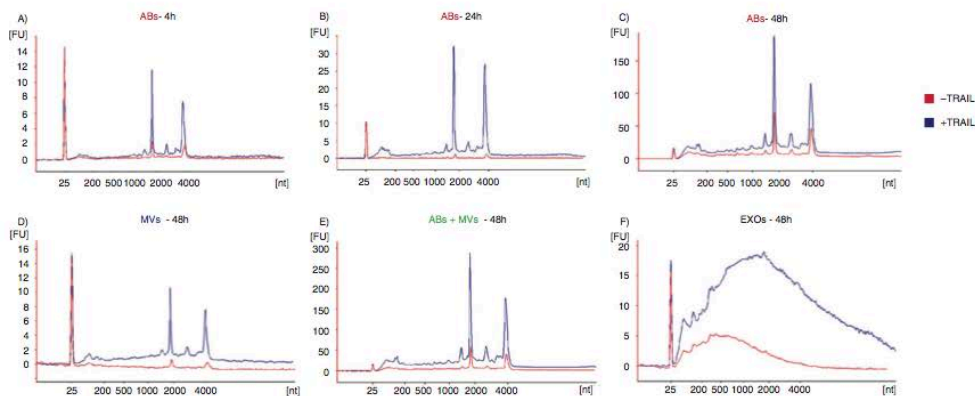 A) ABs- 4h
[FU]
14
12
10
8
6
4
2
0
25 200 500 1000 2000 4000 [nt]
B) ABs- 24h
[FU]
30
25
20
15
10
5
0
25 200 500 1000 2000 4000 [nt]
C) ABs- 48h
[FU]
150
100
50
0
25 200 500 1000 2000 4000 [nt]
−TRAIL
+TRAIL
D) MVs - 48h
[FU]
16
14
12
10
8
6
4
2
0
25 200 500 1000 2000 4000 [nt]
E) ABs + MVs - 48h
[FU]
300
250
200
150
100
50
0
25 200 500 1000 2000 4000 [nt]
F) EXOs - 48h
[FU]
20
15
10
5
0
25 200 500 1000 2000 4000 [nt]